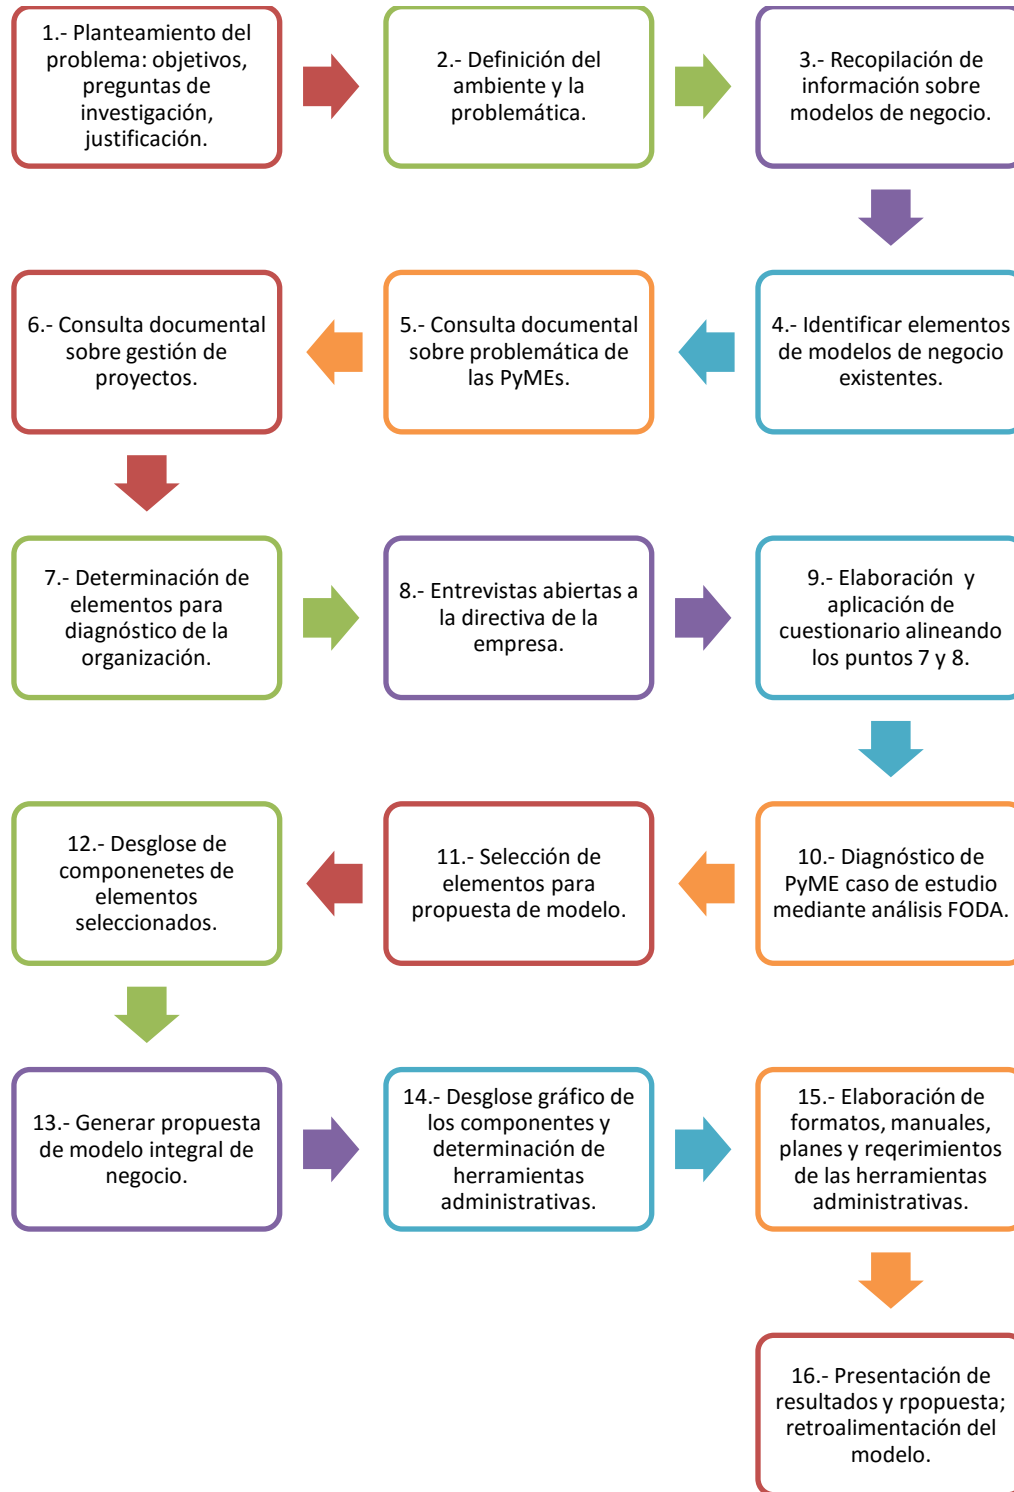 1.- Planteamiento del
problema: objetivos,
preguntas de
investigación,
justificación.
2.- Definición del
ambiente y la
problemática.
3.- Recopilación de
información sobre
modelos de negocio.
4.- Identificar elementos
de modelos de negocio
existentes.
5.- Consulta documental
sobre problemática de
las PyMEs.
6.- Consulta documental
sobre gestión de
proyectos.
7.- Determinación de
elementos para
diagnóstico de la
organización.
8.- Entrevistas abiertas a
la directiva de la
empresa.
9.- Elaboración y
aplicación de
cuestionario alineando
los puntos 7 y 8.
10.- Diagnóstico de
PyME caso de estudio
mediante análisis FODA.
11.- Selección de
elementos para
propuesta de modelo.
12.- Desglose de
componenetes de
elementos
seleccionados.
13.- Generar propuesta
de modelo integral de
negocio.
14.- Desglose gráfico de
los componentes y
determinación de
herramientas
administrativas.
15.- Elaboración de
formatos, manuales,
planes y reqerimientos
de las herramientas
administrativas.
16.- Presentación de
resultados y rpopuesta;
retroalimentación del
modelo.